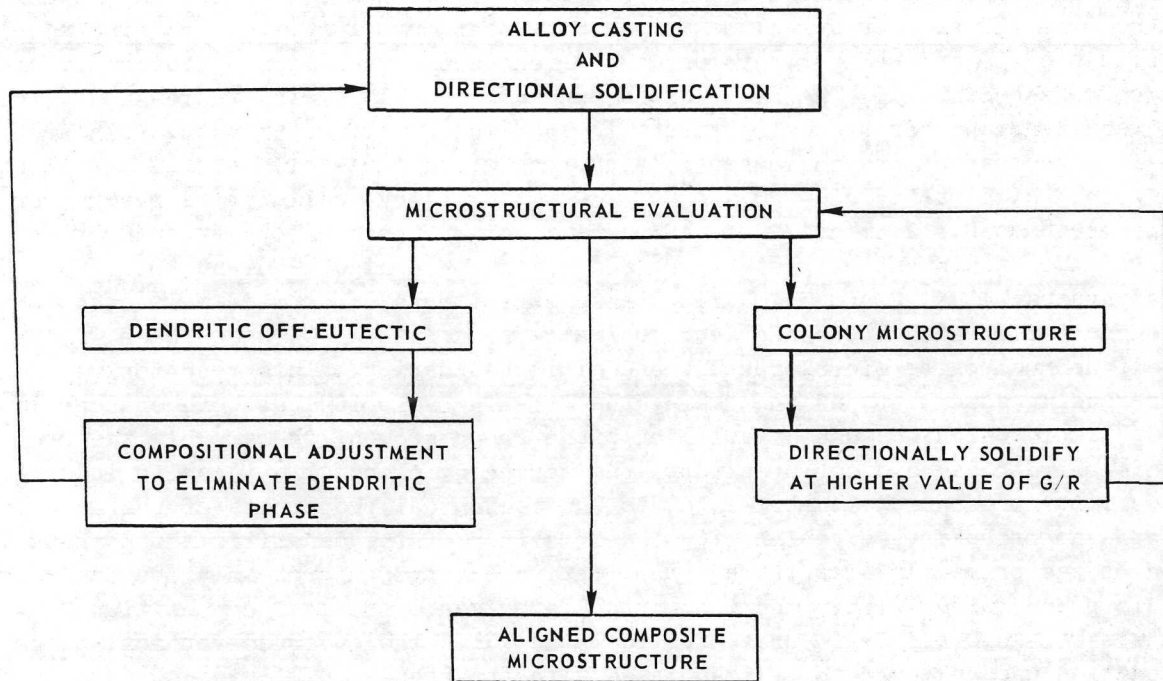 ALLOY CASTING
AND
DIRECTIONAL SOLIDIFICATION
MICROSTRUCTURAL EVALUATION
DENDRITIC OFF-EUTECTIC
COLONY MICROSTRUCTURE
COMPOSITIONAL ADJUSTMENT
TO ELIMINATE DENDRITIC
PHASE
DIRECTIONALLY SOLIDIFY
AT HIGHER VALUE OF G/R
ALIGNED COMPOSITE
MICROSTRUCTURE